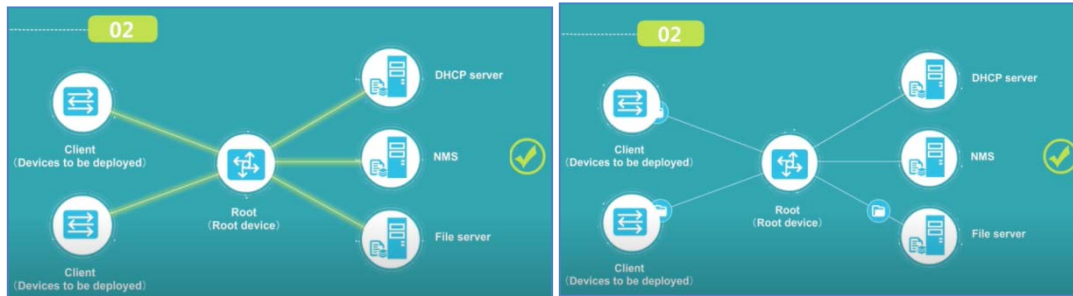 02
DHCP server
Client
(Devices to be deployed)
NMS
Root
(Root device)
File server
Client
(Devices to be deployed)
02
DHCP server
Client
(Devices to be deployed)
NMS
Root
(Root device)
File server
Client
(Devices to be deployed)